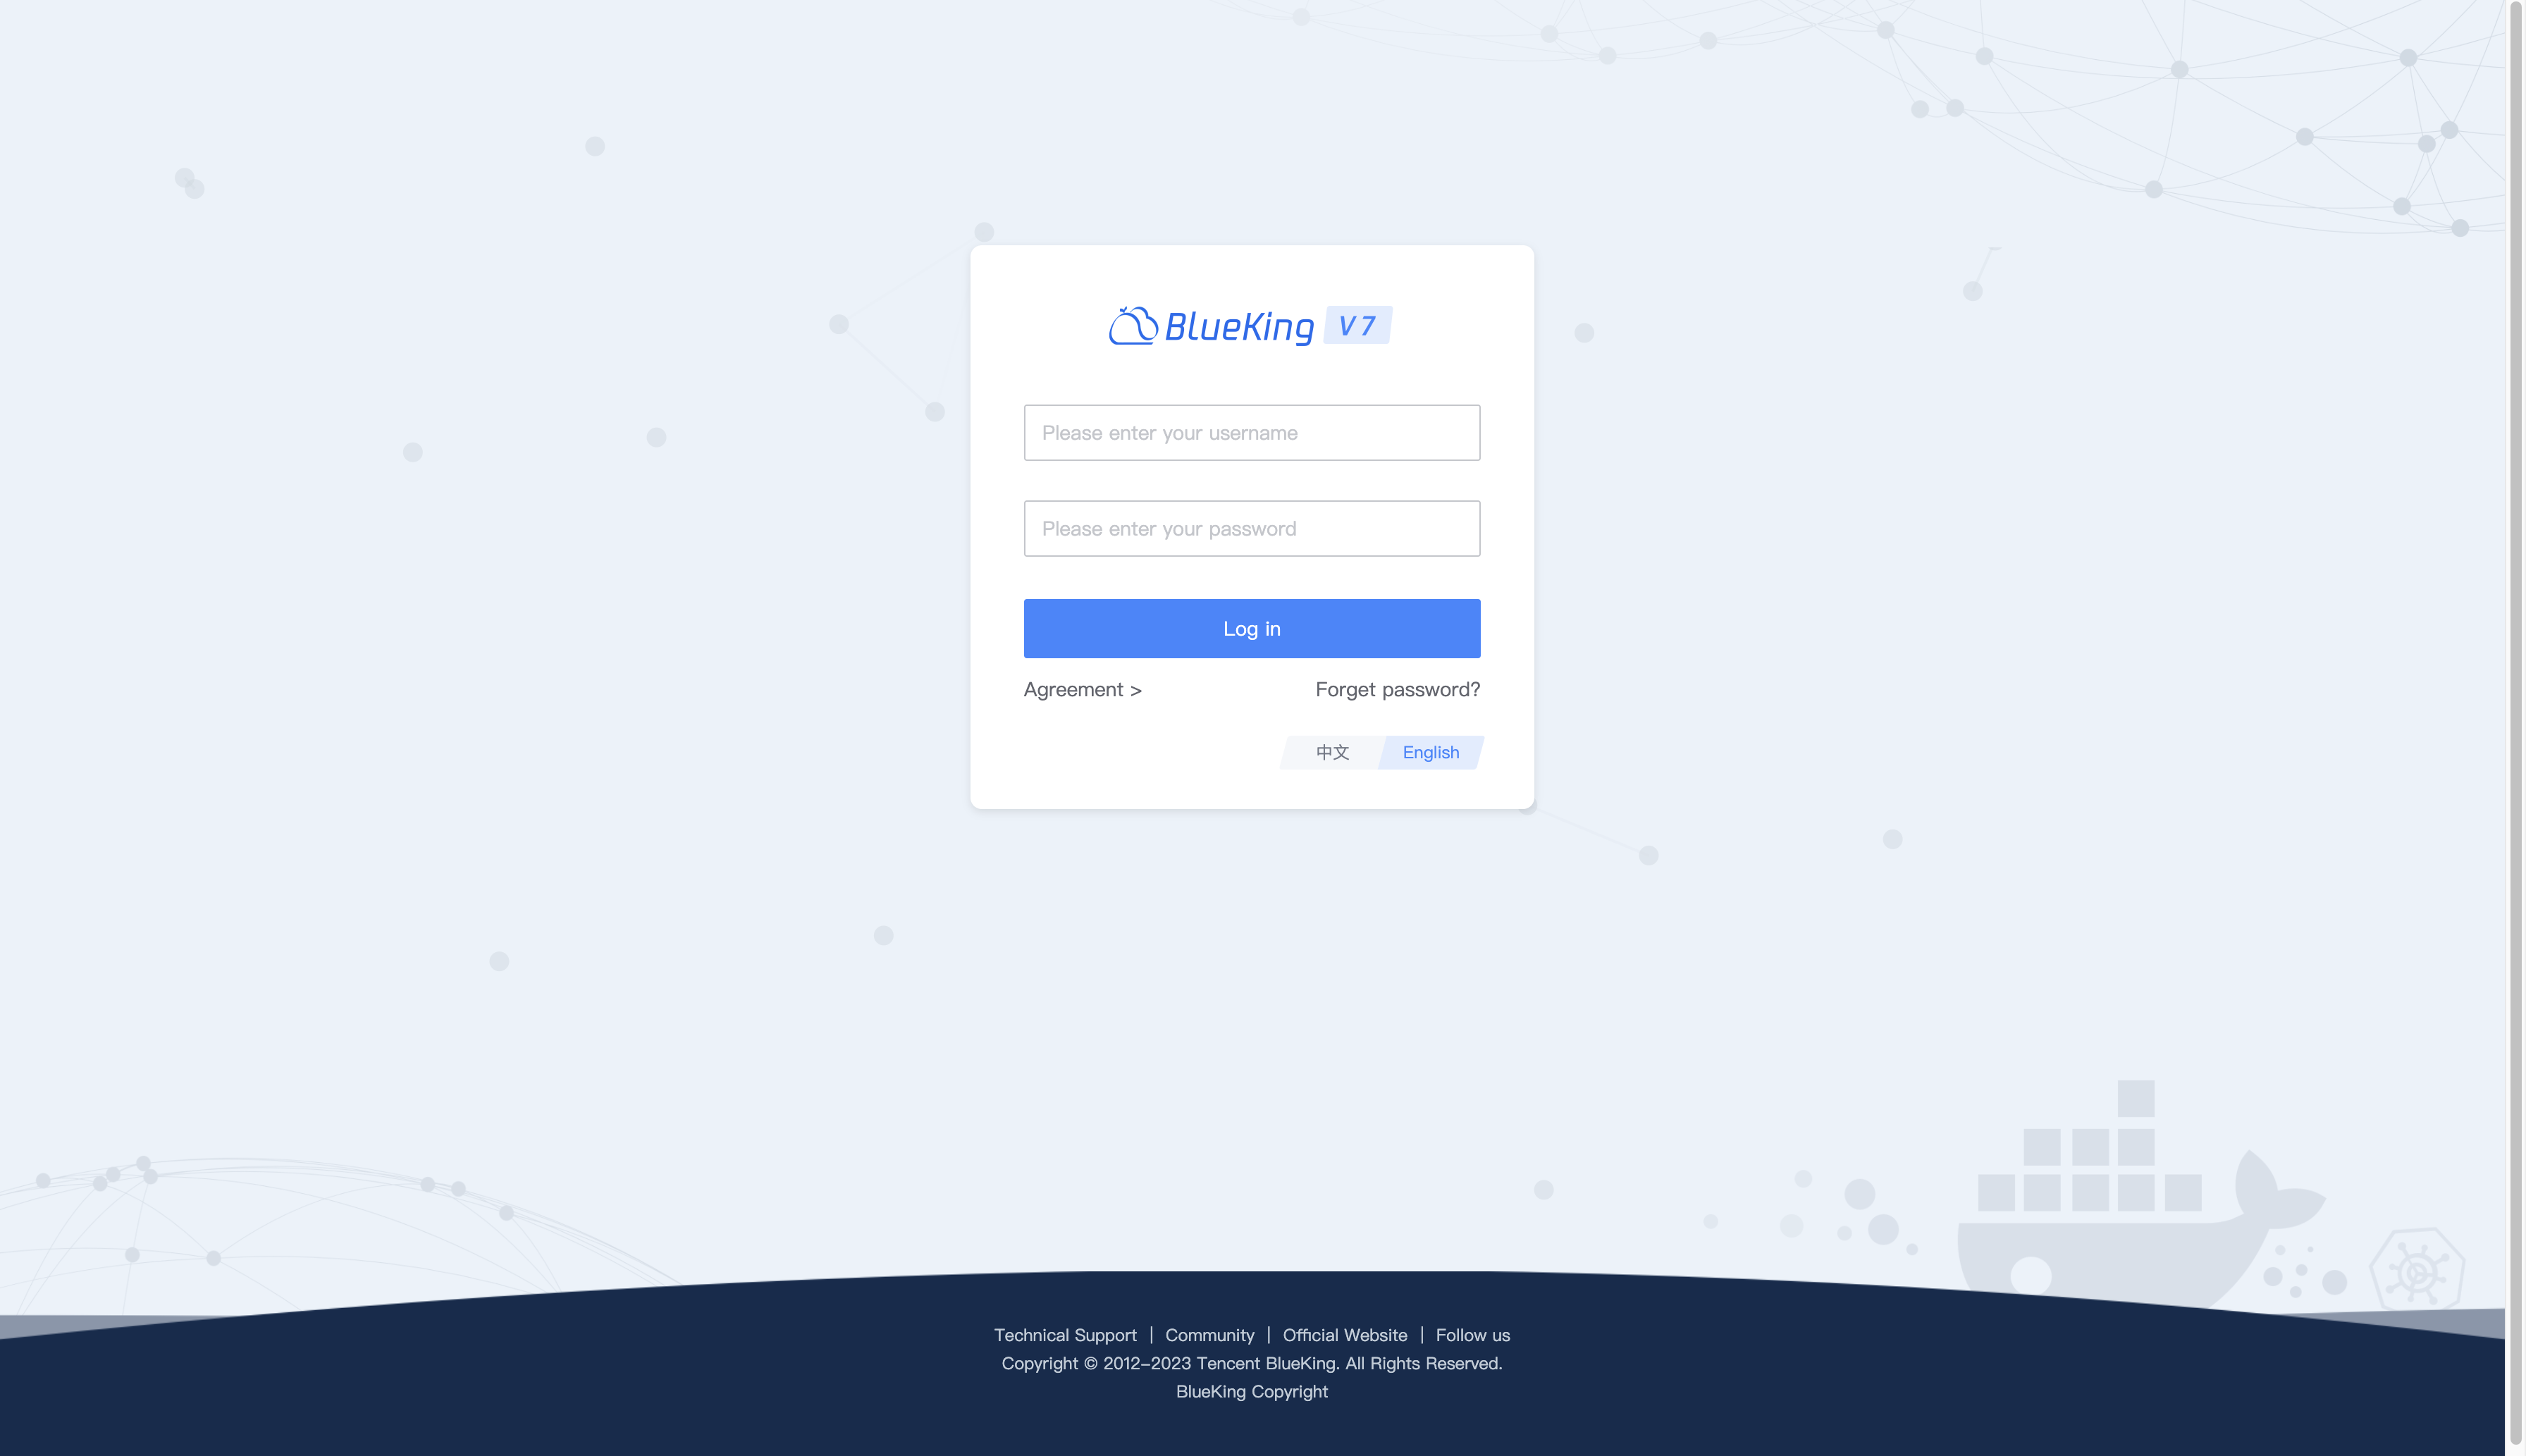 BlueKing V7
Please enter your username
Please enter your password
Log in
Agreement > Forget password?
中文 English
Technical Support | Community | Official Website | Follow us
Copyright © 2012-2023 Tencent BlueKing. All Rights Reserved.
BlueKing Copyright